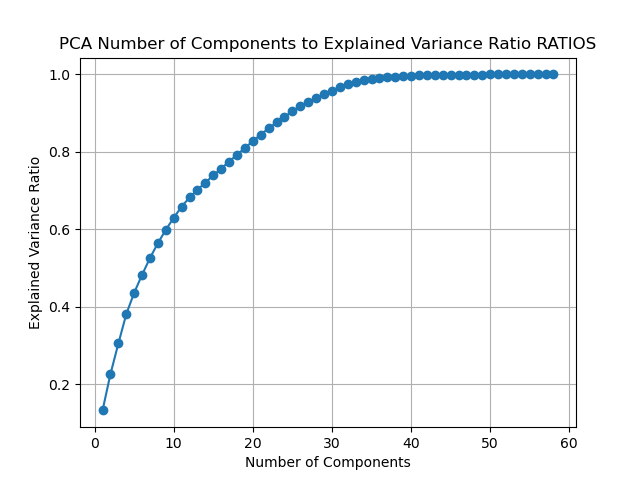 PCA Number of Components to Explained Variance Ratio RATIOS
1.0
0.8
0.6
0.4
0.2
Explained Variance Ratio
0 10 20 30 40 50 60
Number of Components